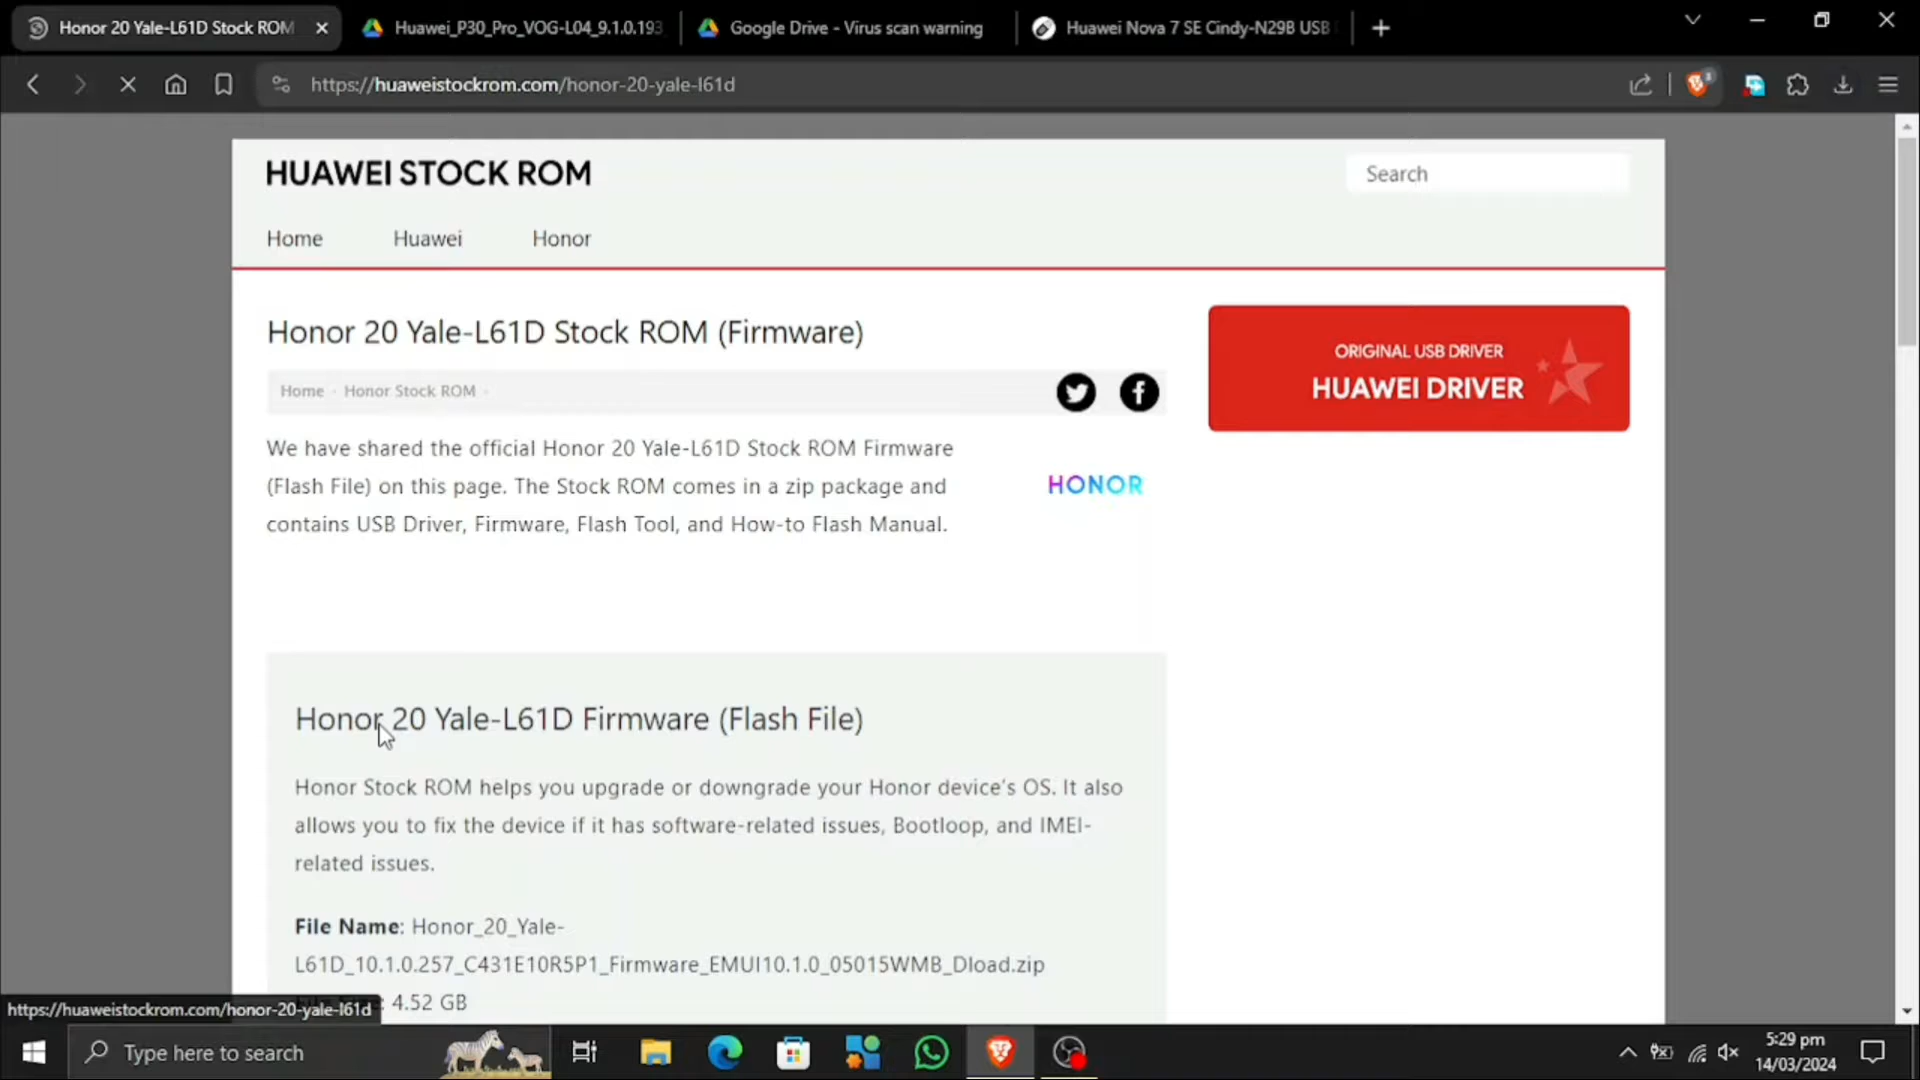 Honor 20 Yale-L61D Stock ROM
Huawei_P30_Pro_VOG-L04_9.1.0.193
Google Drive - Virus scan warning
Huawei Nova 7 SE Cindy-N29B USB
https://huaweistockrom.com/honor-20-yale-l61d
HUAWEI STOCK ROM
Search
Home
Huawei
Honor
Honor 20 Yale-L61D Stock ROM (Firmware)
ORIGINAL USB DRIVER
HUAWEI DRIVER
Home - Honor Stock ROM -
We have shared the official Honor 20 Yale-L61D Stock ROM Firmware
(Flash File) on this page. The Stock ROM comes in a zip package and
contains USB Driver, Firmware, Flash Tool, and How-to Flash Manual.
HONOR
Honor 20 Yale-L61D Firmware (Flash File)
Honor Stock ROM helps you upgrade or downgrade your Honor device's OS. It also
allows you to fix the device if it has software-related issues, Bootloop, and IMEI-
related issues.
File Name: Honor_20_Yale-
L61D_10.1.0.257_C431E10R5P1_Firmware_EMUI10.1.0_05015WMB_Dload.zip
: 4.52 GB
https://huaweistockrom.com/honor-20-yale-l61d
Type here to search
5:29 pm
14/03/2024